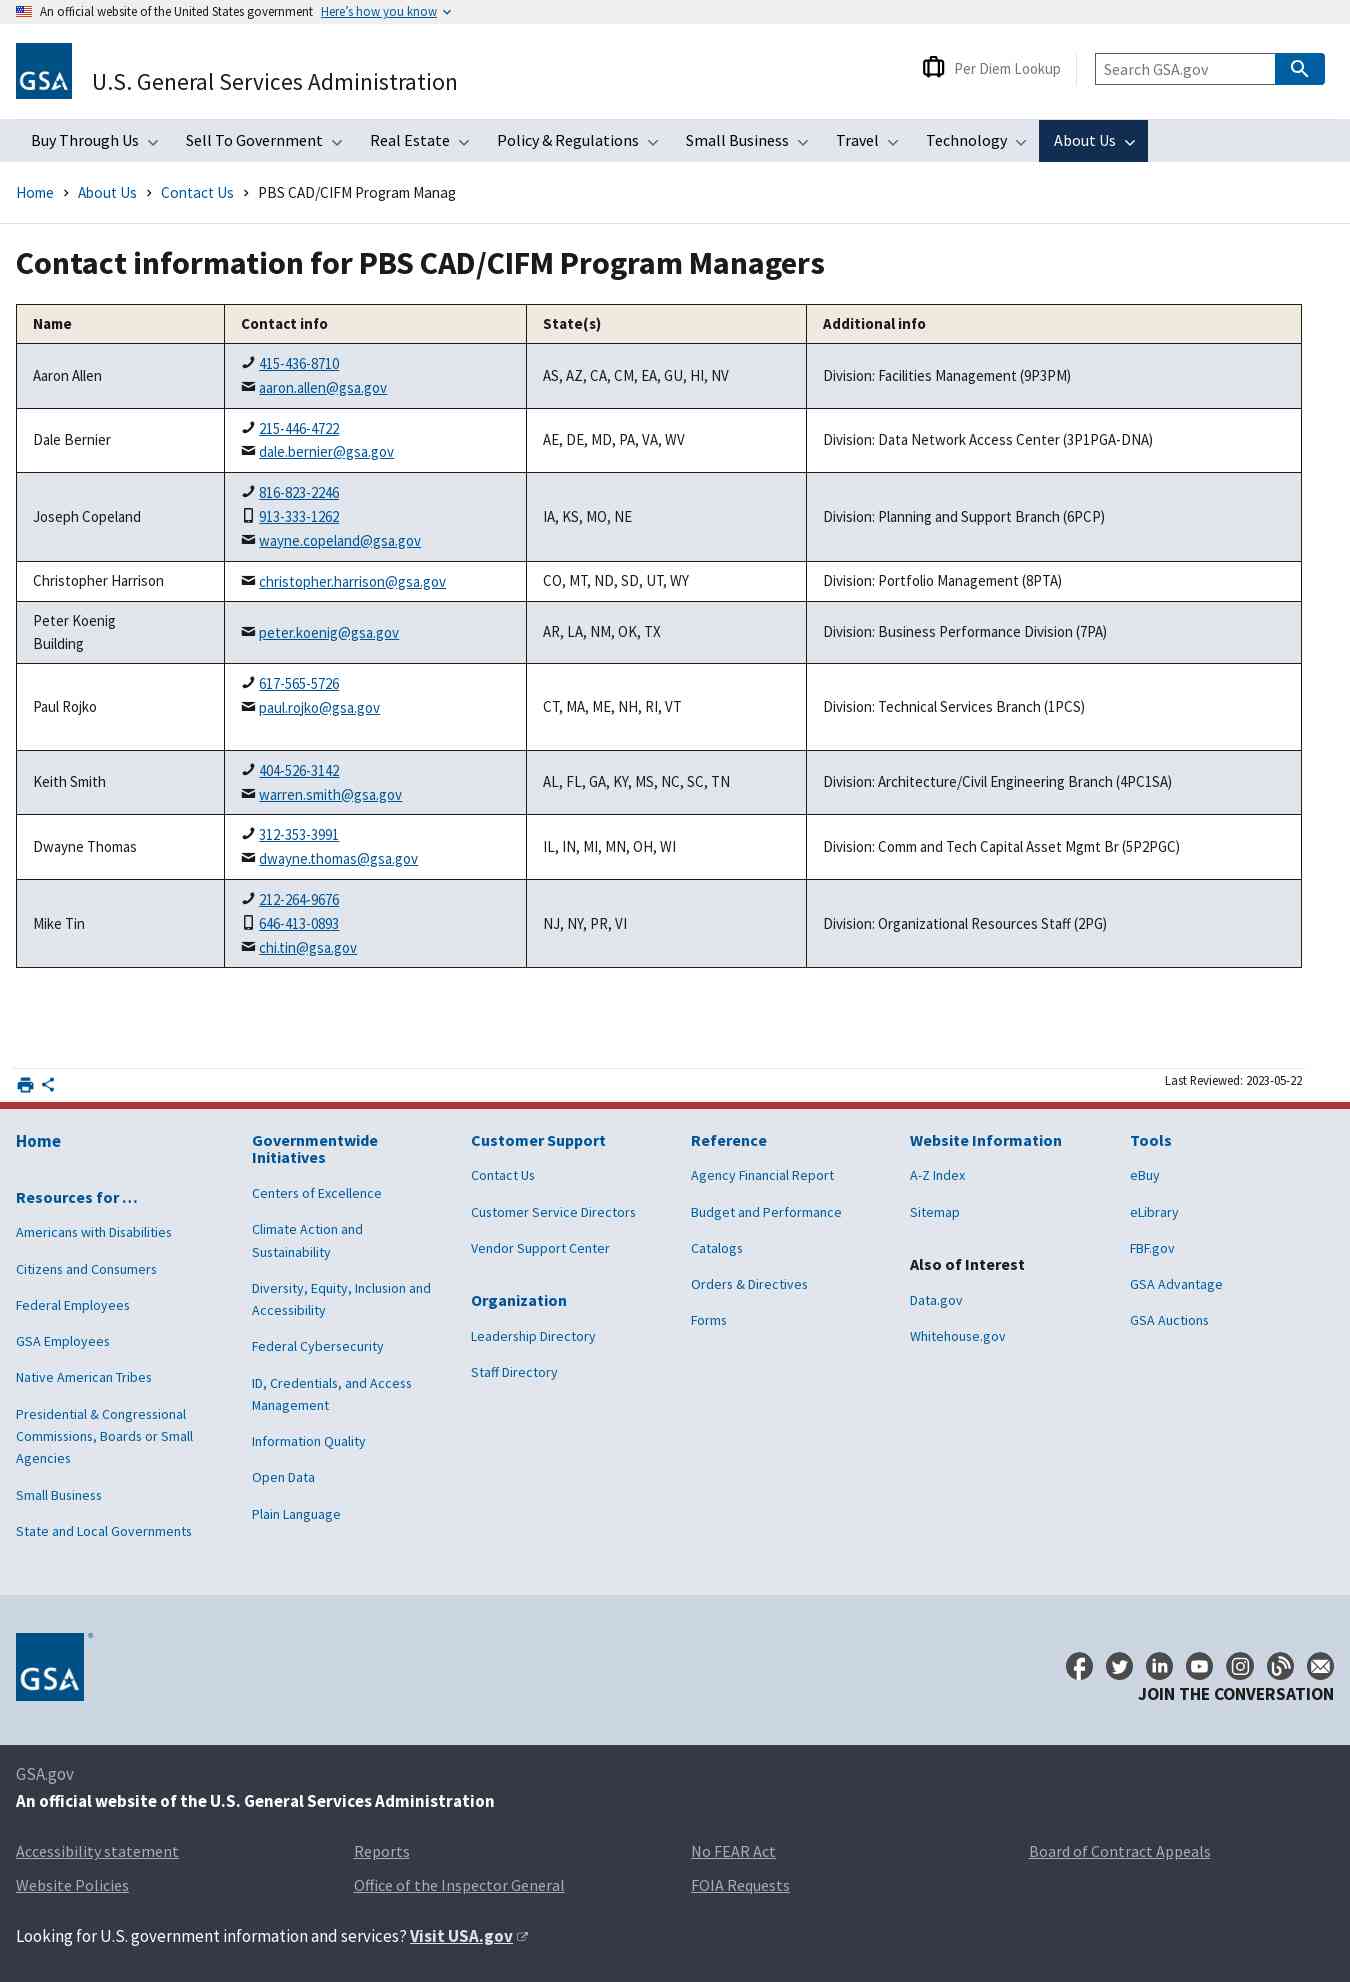 An official website of the United States government Here's how you know
GSA
U.S. General Services Administration
Per Diem Lookup
Search GSA.gov
Buy Through Us Sell To Government Real Estate Policy & Regulations Small Business Travel Technology About Us
Home About Us Contact Us PBS CAD/CIFM Program Manag
Contact information for PBS CAD/CIFM Program Managers
Name Contact info State(s) Additional info
Aaron Allen
415-436-8710
aaron.allen@gsa.gov
AS, AZ, CA, CM, EA, GU, HI, NV
Division: Facilities Management (9P3PM)
Dale Bernier
215-446-4722
dale.bernier@gsa.gov
AE, DE, MD, PA, VA, WV
Division: Data Network Access Center (3P1PGA-DNA)
Joseph Copeland
816-823-2246
913-333-1262
wayne.copeland@gsa.gov
IA, KS, MO, NE
Division: Planning and Support Branch (6PCP)
Christopher Harrison
christopher.harrison@gsa.gov
CO, MT, ND, SD, UT, WY
Division: Portfolio Management (8PTA)
Peter Koenig
Building
peter.koenig@gsa.gov
AR, LA, NM, OK, TX
Division: Business Performance Division (7PA)
Paul Rojko
617-565-5726
paul.rojko@gsa.gov
CT, MA, ME, NH, RI, VT
Division: Technical Services Branch (1PCS)
Keith Smith
404-526-3142
warren.smith@gsa.gov
AL, FL, GA, KY, MS, NC, SC, TN
Division: Architecture/Civil Engineering Branch (4PC1SA)
Dwayne Thomas
312-353-3991
dwayne.thomas@gsa.gov
IL, IN, MI, MN, OH, WI
Division: Comm and Tech Capital Asset Mgmt Br (5P2PGC)
Mike Tin
212-264-9676
646-413-0893
chi.tin@gsa.gov
NJ, NY, PR, VI
Division: Organizational Resources Staff (2PG)
Last Reviewed: 2023-05-22
Home
Resources for …
Americans with Disabilities
Citizens and Consumers
Federal Employees
GSA Employees
Native American Tribes
Presidential & Congressional
Commissions, Boards or Small
Agencies
Small Business
State and Local Governments
Governmentwide
Initiatives
Centers of Excellence
Climate Action and
Sustainability
Diversity, Equity, Inclusion and
Accessibility
Federal Cybersecurity
ID, Credentials, and Access
Management
Information Quality
Open Data
Plain Language
Customer Support
Contact Us
Customer Service Directors
Vendor Support Center
Organization
Leadership Directory
Staff Directory
Reference
Agency Financial Report
Budget and Performance
Catalogs
Orders & Directives
Forms
Website Information
A-Z Index
Sitemap
Also of Interest
Data.gov
Whitehouse.gov
Tools
eBuy
eLibrary
FBF.gov
GSA Advantage
GSA Auctions
GSA ®
JOIN THE CONVERSATION
GSA.gov
An official website of the U.S. General Services Administration
Accessibility statement Reports No FEAR Act Board of Contract Appeals
Website Policies Office of the Inspector General FOIA Requests
Looking for U.S. government information and services? Visit USA.gov